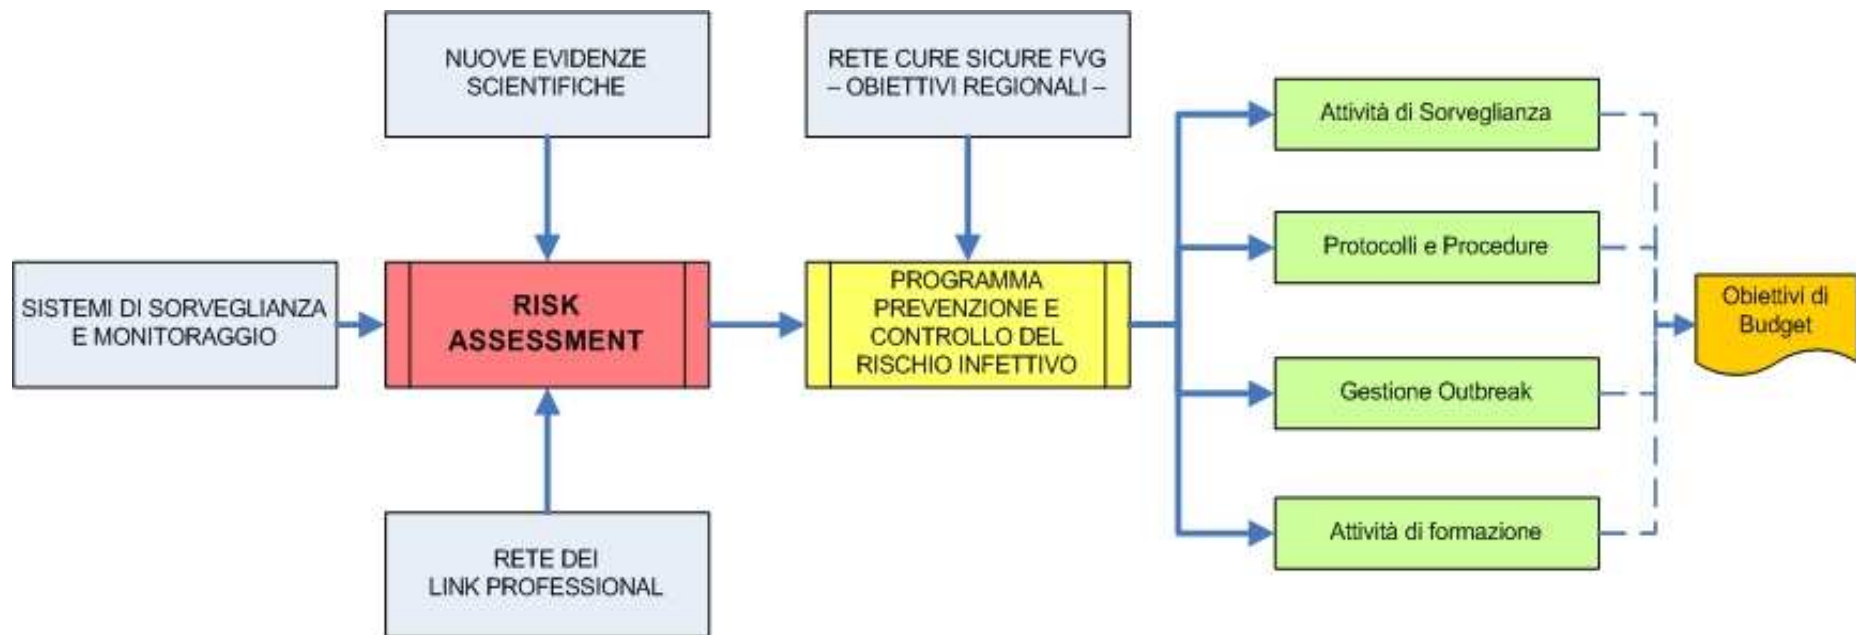 NUOVE EVIDENZE
SCIENTIFICHE
RETE CURE SICURE FVG
– OBIETTIVI REGIONALI –
SISTEMI DI SORVEGLIANZA
E MONITORAGGIO
RISK
ASSESSMENT
PROGRAMMA
PREVENZIONE E
CONTROLLO DEL
RISCHIO INFETTIVO
RETE DEI
LINK PROFESSIONAL
Attività di Sorveglianza
Protocolli e Procedure
Gestione Outbreak
Attività di formazione
Obiettivi di
Budget